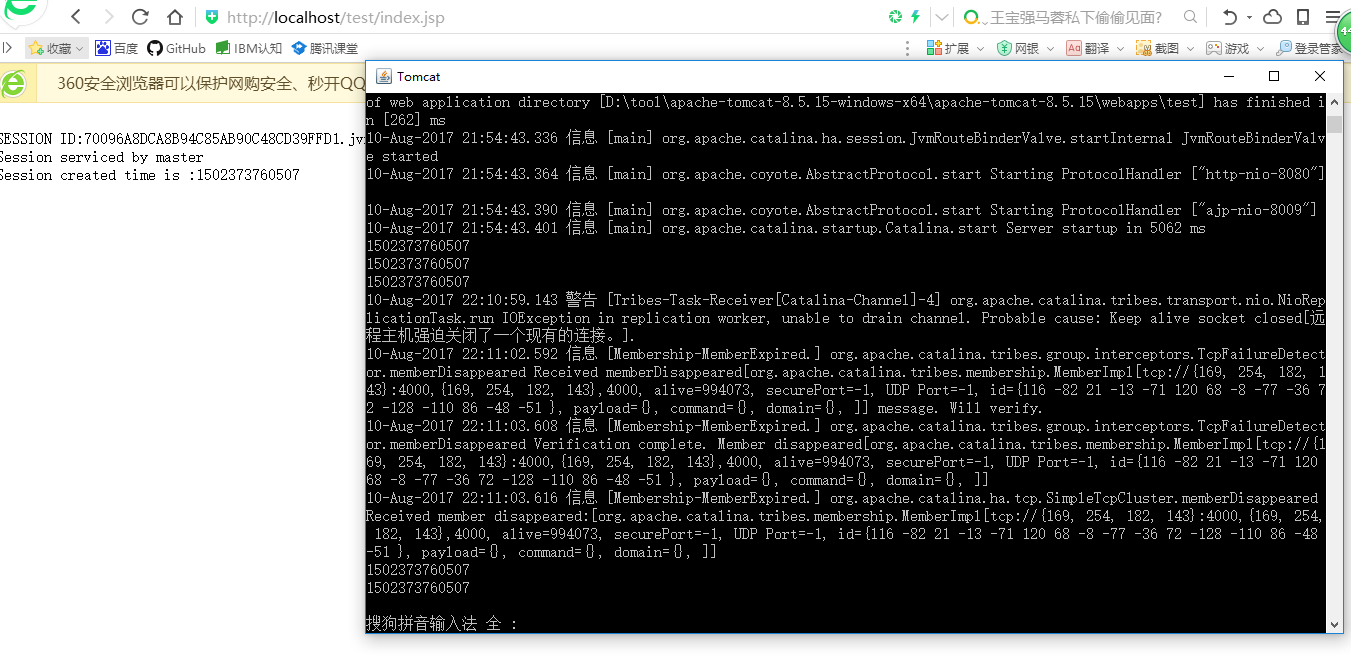 http://localhost/test/index.jsp
王宝强马蓉私下偷偷见面?
收藏 百度 GitHub IBM认知 腾讯课堂 扩展 网银 Aa 翻译 截图 游戏 登录管家
44
360安全浏览器可以保护网购安全、秒开QQ
SESSION ID:70096A8DCA8B94C85AB90C48CD39FFD1.jv
Session serviced by master
Session created time is :1502373760507
Tomcat
of web application directory [D:\tool\apache-tomcat-8.5.15-windows-x64\apache-tomcat-8.5.15\webapps\test] has finished i
n [262] ms
10-Aug-2017 21:54:43.336 信息 [main] org.apache.catalina.ha.session.JvmRouteBinderValve.startInternal JvmRouteBinderValv
e started
10-Aug-2017 21:54:43.364 信息 [main] org.apache.coyote.AbstractProtocol.start Starting ProtocolHandler ["http-nio-8080"]
10-Aug-2017 21:54:43.390 信息 [main] org.apache.coyote.AbstractProtocol.start Starting ProtocolHandler ["ajp-nio-8009"]
10-Aug-2017 21:54:43.401 信息 [main] org.apache.catalina.startup.Catalina.start Server startup in 5062 ms
1502373760507
1502373760507
1502373760507
10-Aug-2017 22:10:59.143 警告 [Tribes-Task-Receiver[Catalina-Channel]-4] org.apache.catalina.tribes.transport.nio.NioRep
licationTask.run IOException in replication worker, unable to drain channel. Probable cause: Keep alive socket closed[远
程主机强迫关闭了一个现有的连接。].
10-Aug-2017 22:11:02.592 信息 [Membership-MemberExpired.] org.apache.catalina.tribes.group.interceptors.TcpFailureDetect
or.memberDisappeared Received memberDisappeared[org.apache.catalina.tribes.membership.MemberImpl[tcp://{169, 254, 182, 1
43}:4000,{169, 254, 182, 143},4000, alive=994073, securePort=-1, UDP Port=-1, id={116 -82 21 -13 -71 120 68 -8 -77 -36 7
2 -128 -110 86 -48 -51 }, payload={}, command={}, domain={}, ]] message. Will verify.
10-Aug-2017 22:11:03.608 信息 [Membership-MemberExpired.] org.apache.catalina.tribes.group.interceptors.TcpFailureDetect
or.memberDisappeared Verification complete. Member disappeared[org.apache.catalina.tribes.membership.MemberImpl[tcp://{1
69, 254, 182, 143}:4000,{169, 254, 182, 143},4000, alive=994073, securePort=-1, UDP Port=-1, id={116 -82 21 -13 -71 120
68 -8 -77 -36 72 -128 -110 86 -48 -51 }, payload={}, command={}, domain={}, ]]
10-Aug-2017 22:11:03.616 信息 [Membership-MemberExpired.] org.apache.catalina.ha.tcp.SimpleTcpCluster.memberDisappeared
Received member disappeared:[org.apache.catalina.tribes.membership.MemberImpl[tcp://{169, 254, 182, 143}:4000,{169, 254,
182, 143},4000, alive=994073, securePort=-1, UDP Port=-1, id={116 -82 21 -13 -71 120 68 -8 -77 -36 72 -128 -110 86 -48
-51 }, payload={}, command={}, domain={}, ]]
1502373760507
1502373760507
搜狗拼音输入法 全 :